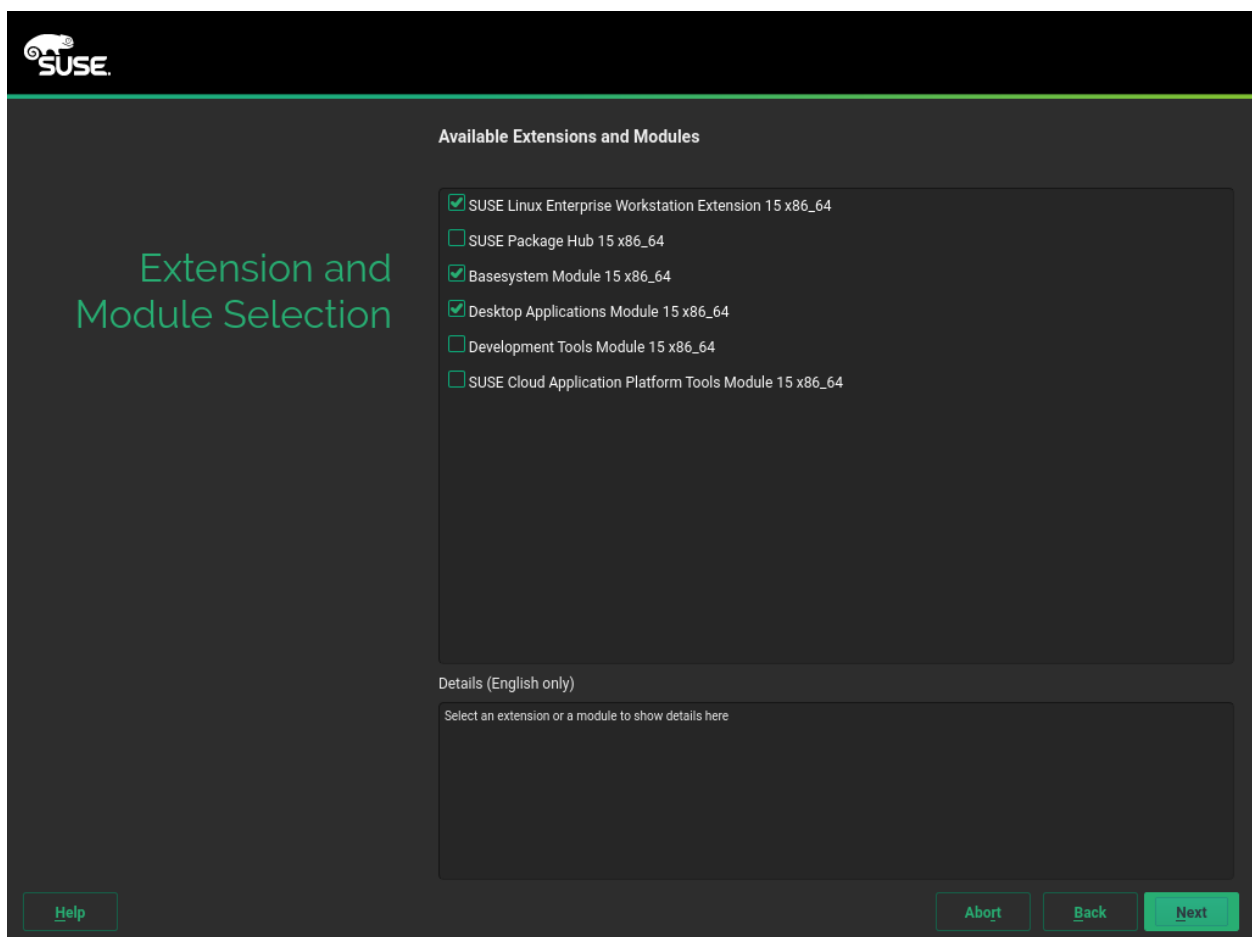 SUSE.
Available Extensions and Modules
Extension and
Module Selection
SUSE Linux Enterprise Workstation Extension 15 x86_64
SUSE Package Hub 15 x86_64
Basesystem Module 15 x86_64
Desktop Applications Module 15 x86_64
Development Tools Module 15 x86_64
SUSE Cloud Application Platform Tools Module 15 x86_64
Details (English only)
Select an extension or a module to show details here
Help
Abort
Back
Next